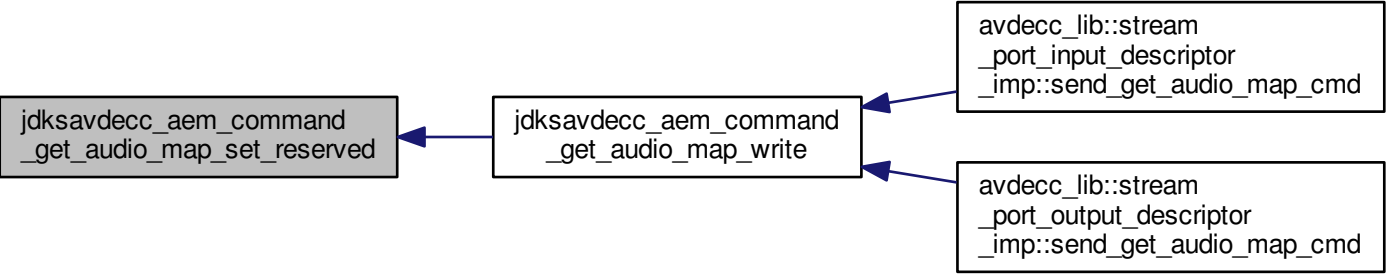 jdksavdecc_aem_command
_get_audio_map_set_reserved
jdksavdecc_aem_command
_get_audio_map_write
avdecc_lib::stream
_port_input_descriptor
_imp::send_get_audio_map_cmd
avdecc_lib::stream
_port_output_descriptor
_imp::send_get_audio_map_cmd